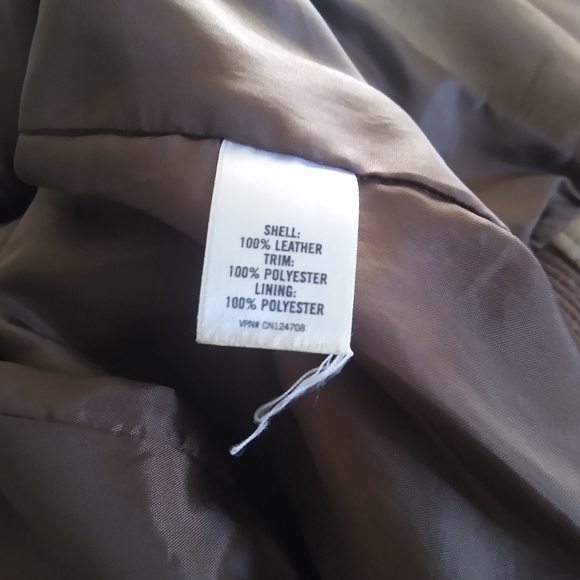 SHELL:
100% LEATHER
TRIM:
100% POLYESTER
LINING:
100% POLYESTER
VPN# CN124708